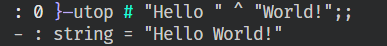 : 0 }─utop # "Hello " ^ "World!";;
- : string = "Hello World!"